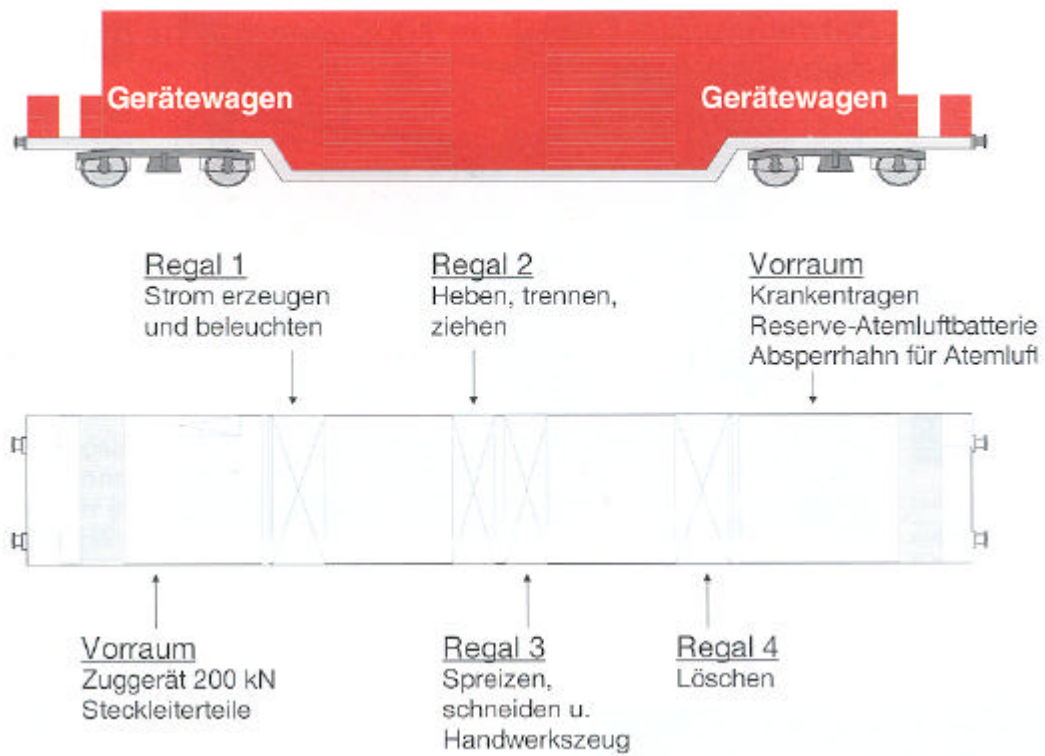 Gerätewagen
Gerätewagen
Regal 1
Strom erzeugen
und beleuchten
Regal 2
Heben, trennen,
ziehen
Vorraum
Krankentragen
Reserve-Atemluftbatterie
Absperrhahn für Atemluft
Vorraum
Zuggerät 200 kN
Steckleiterteile
Regal 3
Spreizen,
schneiden u.
Handwerkszeug
Regal 4
Löschen